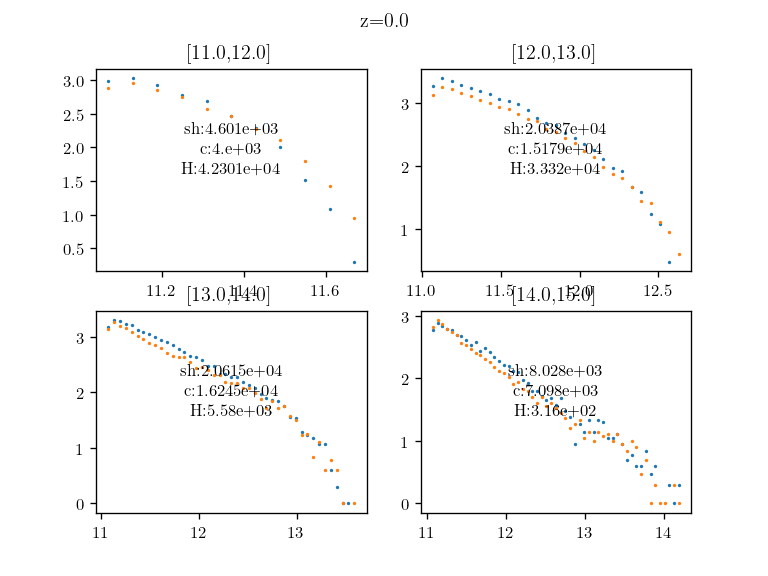 z=0.0
[11.0,12.0]
[12.0,13.0]
3.0
2.5
2.0
1.5
1.0
0.5
sh:4.601e+03
c:4.e+03
H:4.2301e+04
11.2
11.4
11.6
3
2
1
sh:2.0387e+04
c:1.5179e+04
H:3.332e+04
11.0
11.5
12.0
12.5
[13.0,14.0]
[14.0,15.0]
3
2
1
0
sh:2.0615e+04
c:1.6245e+04
H:5.58e+03
11
12
13
3
2
1
0
sh:8.028e+03
c:7.098e+03
H:3.16e+02
11
12
13
14